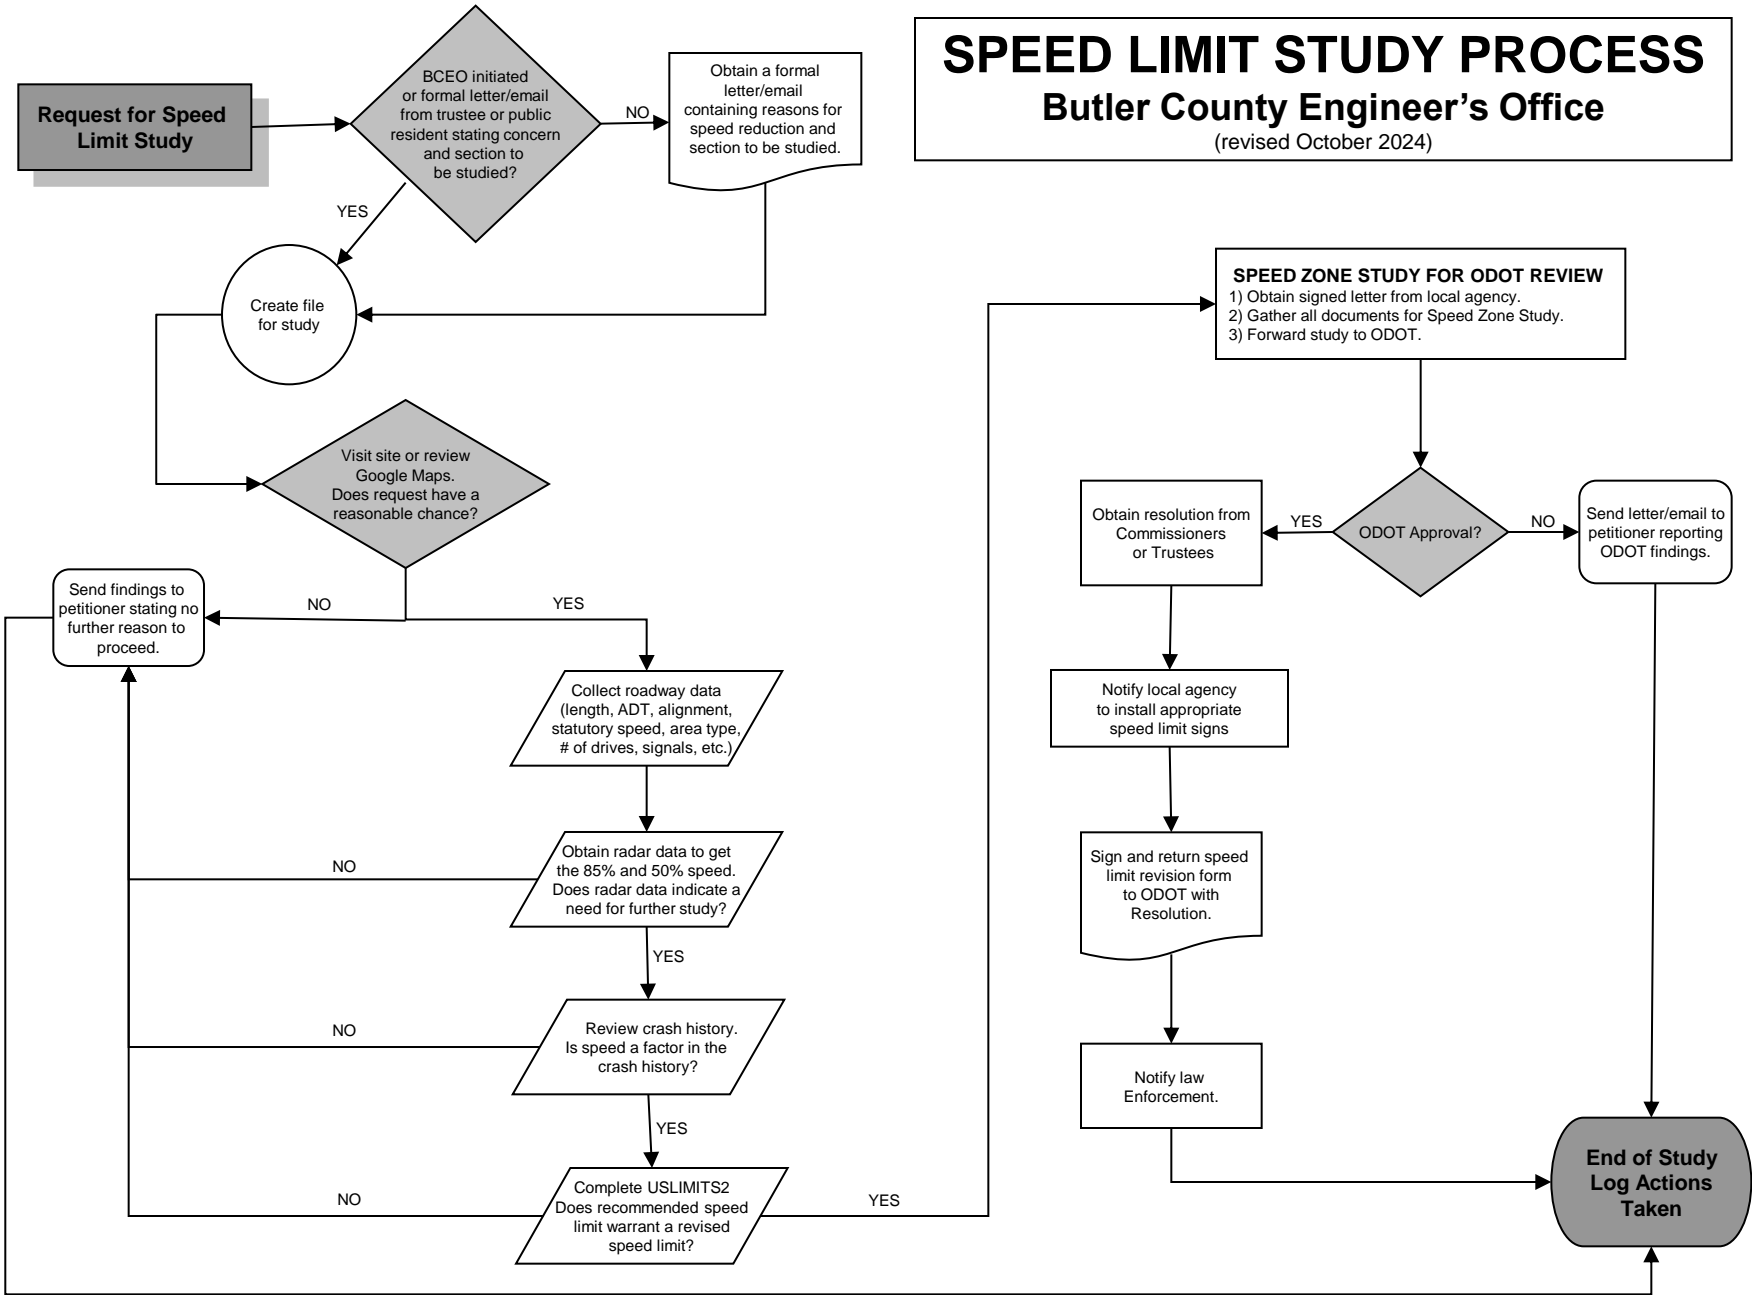 SPEED LIMIT STUDY PROCESS
Butler County Engineer’s Office
(revised October 2024)
Request for Speed
Limit Study
BCEO initiated
or formal letter/email
from trustee or public
resident stating concern
and section to
be studied?
NO
Obtain a formal
letter/email
containing reasons for
speed reduction and
section to be studied.
YES
Create file
for study
Visit site or review
Google Maps.
Does request have a
reasonable chance?
NO
YES
Send findings to
petitioner stating no
further reason to
proceed.
Collect roadway data
(length, ADT, alignment,
statutory speed, area type,
# of drives, signals, etc.)
Obtain radar data to get
the 85% and 50% speed.
Does radar data indicate a
need for further study?
NO
YES
Review crash history.
Is speed a factor in the
crash history?
NO
YES
Complete USLIMITS2
Does recommended speed
limit warrant a revised
speed limit?
NO
YES
SPEED ZONE STUDY FOR ODOT REVIEW
1) Obtain signed letter from local agency.
2) Gather all documents for Speed Zone Study.
3) Forward study to ODOT.
ODOT Approval?
YES
NO
Obtain resolution from
Commissioners
or Trustees
Send letter/email to
petitioner reporting
ODOT findings.
Notify local agency
to install appropriate
speed limit signs
Sign and return speed
limit revision form
to ODOT with
Resolution.
Notify law
Enforcement.
End of Study
Log Actions
Taken